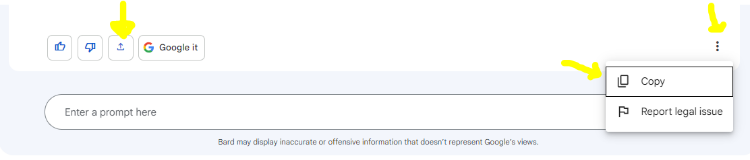 Google it
Copy
Report legal issue
Enter a prompt here
Bard may display inaccurate or offensive information that doesn't represent Google's views.